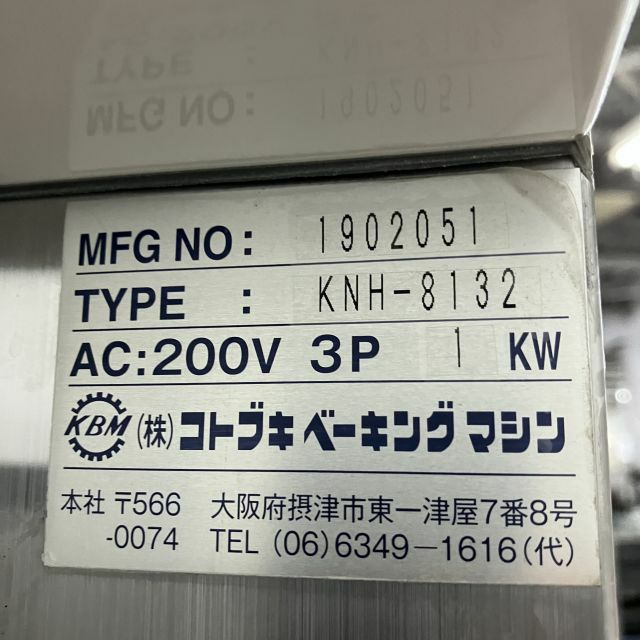 MFG NO: 1902051
TYPE : KNH-8132
AC:200V 3P 1 KW
KBM (株)コトブキベーキングマシン
本社 〒566-0074 大阪府摂津市東一津屋7番8号
TEL (06)6349-1616(代)